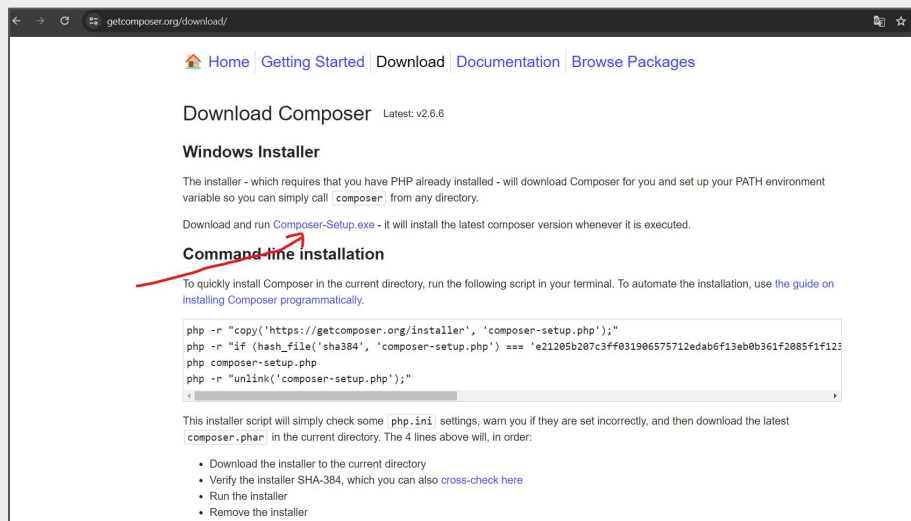 getcomposer.org/download/
Home Getting Started Download Documentation Browse Packages
Download Composer Latest: v2.6.6
Windows Installer
The installer - which requires that you have PHP already installed - will download Composer for you and set up your PATH environment
variable so you can simply call composer from any directory.
Download and run Composer-Setup.exe - it will install the latest composer version whenever it is executed.
Command-line installation
To quickly install Composer in the current directory, run the following script in your terminal. To automate the installation, use the guide on
installing Composer programmatically.
php -r "copy('https://getcomposer.org/installer', 'composer-setup.php');"
php -r "if (hash_file('sha384', 'composer-setup.php') === 'e21205b207c3ff031906575712edab6f13eb0b361f2085f1f123
php composer-setup.php
php -r "unlink('composer-setup.php');"
This installer script will simply check some php.ini settings, warn you if they are set incorrectly, and then download the latest
composer.phar in the current directory. The 4 lines above will, in order:
• Download the installer to the current directory
• Verify the installer SHA-384, which you can also cross-check here
• Run the installer
• Remove the installer